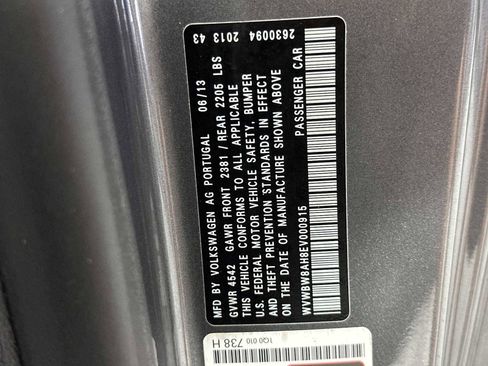 2630094 2013 43
MFD BY VOLKSWAGEN AG PORTUGAL 06/13
GVWR 4542 GAWR FRONT 2381 / REAR 2205 LBS
THIS VEHICLE CONFORMS TO ALL APPLICABLE
U.S. FEDERAL MOTOR VEHICLE SAFETY, BUMPER
AND THEFT PREVENTION STANDARDS IN EFFECT
ON THE DATE OF MANUFACTURE SHOWN ABOVE
WVWBW8AH8EV000915 PASSENGER CAR
1Q0 010 738 H